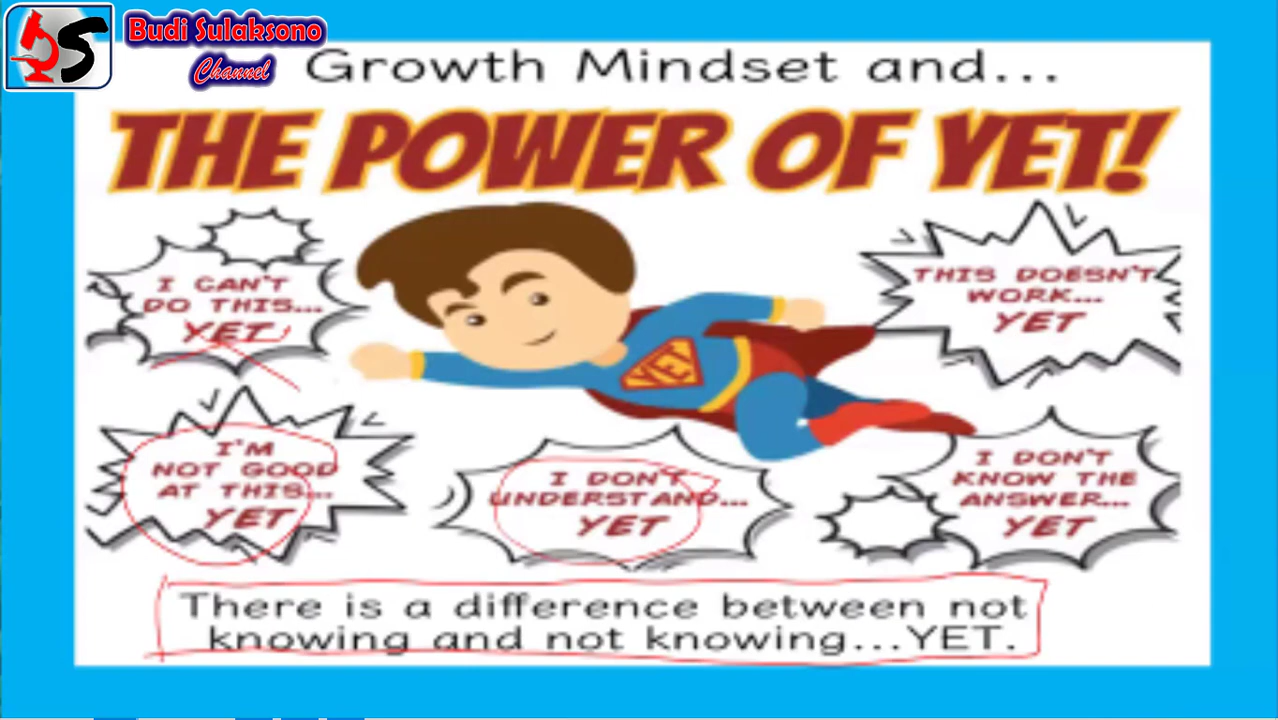 Budi Sulaksono
Channel
Growth Mindset and...
THE POWER OF YET!
I CAN'T
DO THIS...
YET
THIS DOESN'T
WORK...
YET
YET
I'M
NOT GOOD
AT THIS...
YET
I DON'T
UNDERSTAND...
YET
I DON'T
KNOW THE
ANSWER...
YET
There is a difference between not
knowing and not knowing...YET.